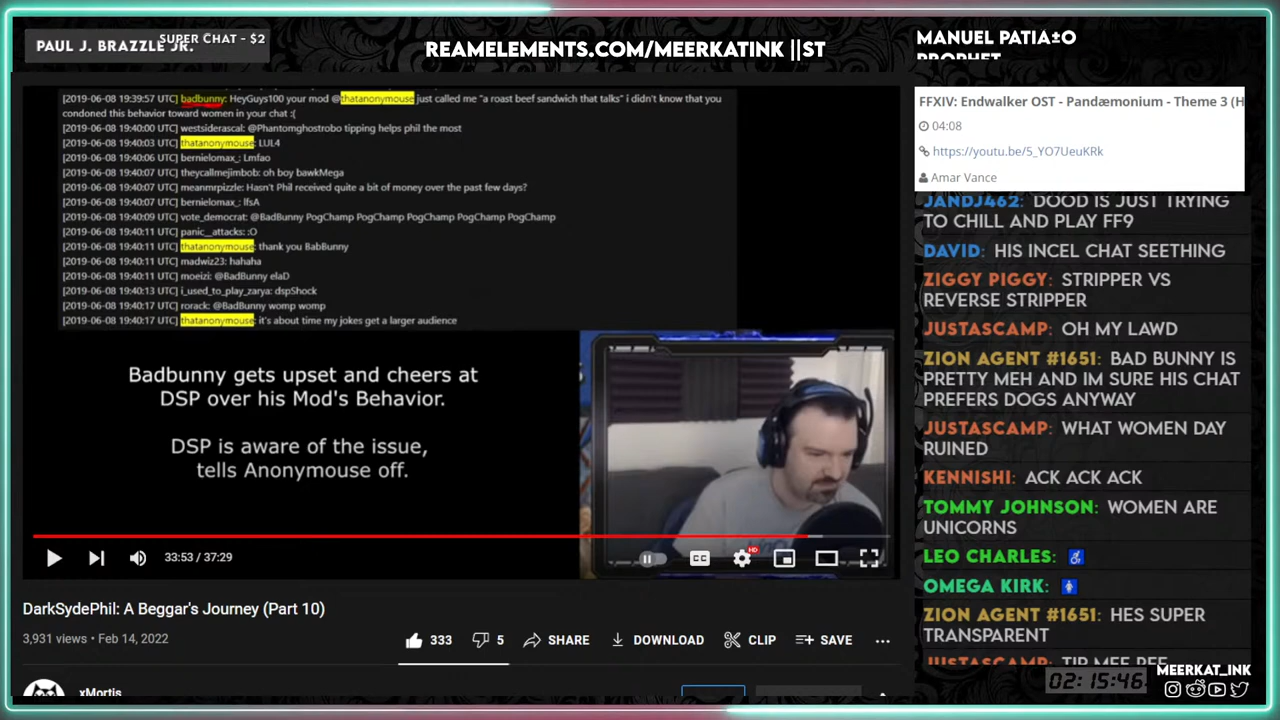 PAUL J. BRAZZLE JR.
SUPER CHAT - $2
REAMELEMENTS.COM/MEERKATINK ||ST
MANUEL PATIA±O
PROPHET
[2019-06-08 19:39:57 UTC] badbunny: HeyGuys100 your mod @thatanonymouse just called me "a roast beef sandwich that talks" i didn't know that you
condoned this behavior toward women in your chat :(
[2019-06-08 19:40:00 UTC] westsiderascal: @Phantomghostrobo tipping helps phil the most
[2019-06-08 19:40:03 UTC] thatanonymouse: LUL4
[2019-06-08 19:40:06 UTC] bernielomax_: Lmfao
[2019-06-08 19:40:07 UTC] theycallmejimbob: oh boy bawkMega
[2019-06-08 19:40:07 UTC] meanmrpizzle: Hasn't Phil received quite a bit of money over the past few days?
[2019-06-08 19:40:07 UTC] bernielomax_: IfsA
[2019-06-08 19:40:09 UTC] vote_democrat: @BadBunny PogChamp PogChamp PogChamp PogChamp PogChamp
[2019-06-08 19:40:11 UTC] panic__attacks: :O
[2019-06-08 19:40:11 UTC] thatanonymouse: thank you BabBunny
[2019-06-08 19:40:11 UTC] madwiz23: hahaha
[2019-06-08 19:40:11 UTC] moeizi: @BadBunny elaD
[2019-06-08 19:40:13 UTC] i_used_to_play_zarya: dspShock
[2019-06-08 19:40:17 UTC] rorack: @BadBunny womp womp
[2019-06-08 19:40:17 UTC] thatanonymouse: it's about time my jokes get a larger audience
Badbunny gets upset and cheers at
DSP over his Mod's Behavior.
DSP is aware of the issue,
tells Anonymouse off.
33:53 / 37:29
CC
HD
DarkSydePhil: A Beggar's Journey (Part 10)
3,931 views • Feb 14, 2022
333
5
SHARE
DOWNLOAD
CLIP
SAVE
xMortis
FFXIV: Endwalker OST - Pandæmonium - Theme 3 (H
04:08
https://youtu.be/5_YO7UeuKRk
Amar Vance
JANDJ462: DOOD IS JUST TRYING
TO CHILL AND PLAY FF9
DAVID: HIS INCEL CHAT SEETHING
ZIGGY PIGGY: STRIPPER VS
REVERSE STRIPPER
JUSTASCAMP: OH MY LAWD
ZION AGENT #1651: BAD BUNNY IS
PRETTY MEH AND IM SURE HIS CHAT
PREFERS DOGS ANYWAY
JUSTASCAMP: WHAT WOMEN DAY
RUINED
KENNISHI: ACK ACK ACK
TOMMY JOHNSON: WOMEN ARE
UNICORNS
LEO CHARLES:
OMEGA KIRK:
ZION AGENT #1651: HES SUPER
TRANSPARENT
JUSTASCAMP: TIP MEE PEE
02:15:46
MEERKAT_INK